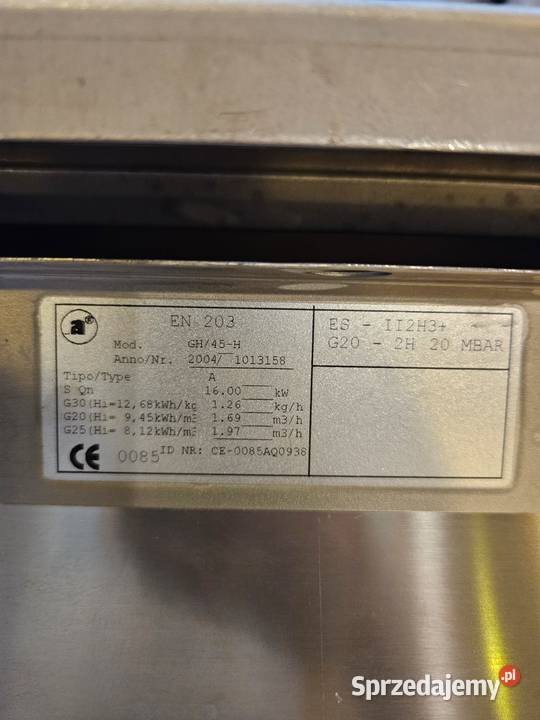 a®
EN 203
Mod. GH/45-H
Anno/Nr. 2004/ 1013158
Tipo/Type A
S Qn 16.00 kW
G30(Hi=12,68kWh/kg 1.26 kg/h
G20(Hi= 9,45kWh/m3 1.69 m3/h
G25(Hi= 8,12kWh/m3 1.97 m3/h
CE 0085 ID NR: CE-0085AQ0938
ES - II2H3+
G20 - 2H 20 MBAR
Sprzedajemy.pl